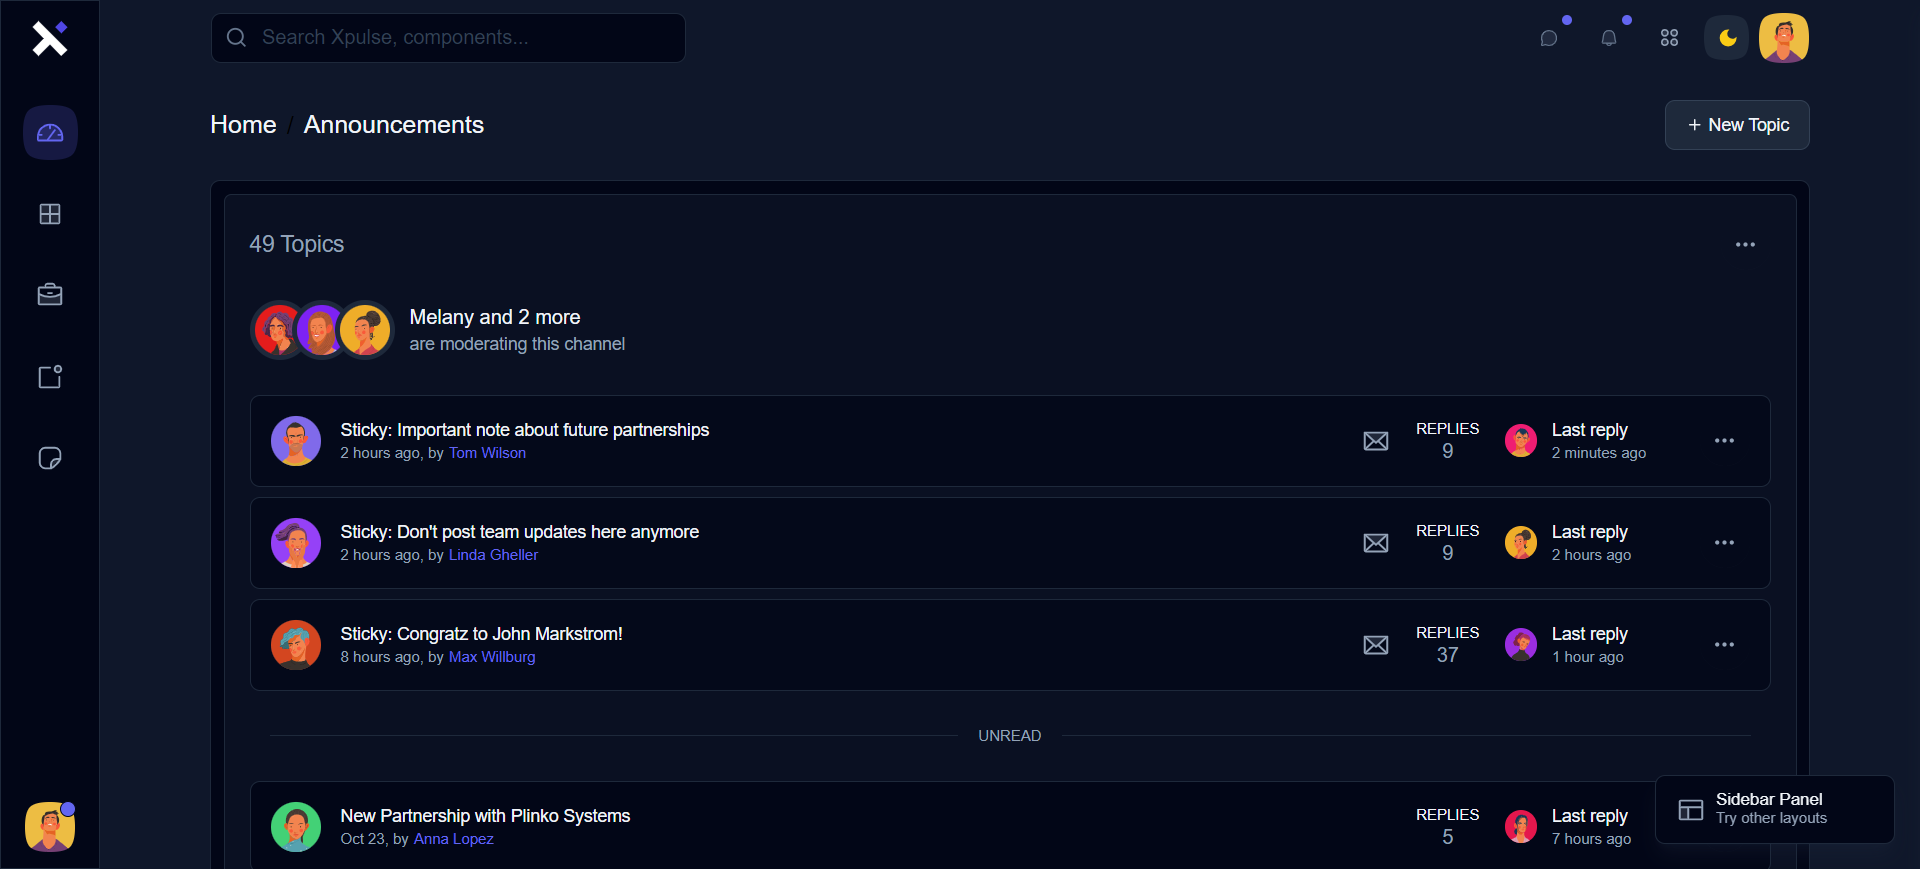 Search Xpulse, components...
Home / Announcements
+ New Topic
49 Topics
Melany and 2 more
are moderating this channel
Sticky: Important note about future partnerships
2 hours ago, by Tom Wilson
REPLIES
9
Last reply
2 minutes ago
Sticky: Don't post team updates here anymore
2 hours ago, by Linda Gheller
REPLIES
9
Last reply
2 hours ago
Sticky: Congratz to John Markstrom!
8 hours ago, by Max Willburg
REPLIES
37
Last reply
1 hour ago
UNREAD
New Partnership with Plinko Systems
Oct 23, by Anna Lopez
REPLIES
5
Last reply
7 hours ago
Sidebar Panel
Try other layouts